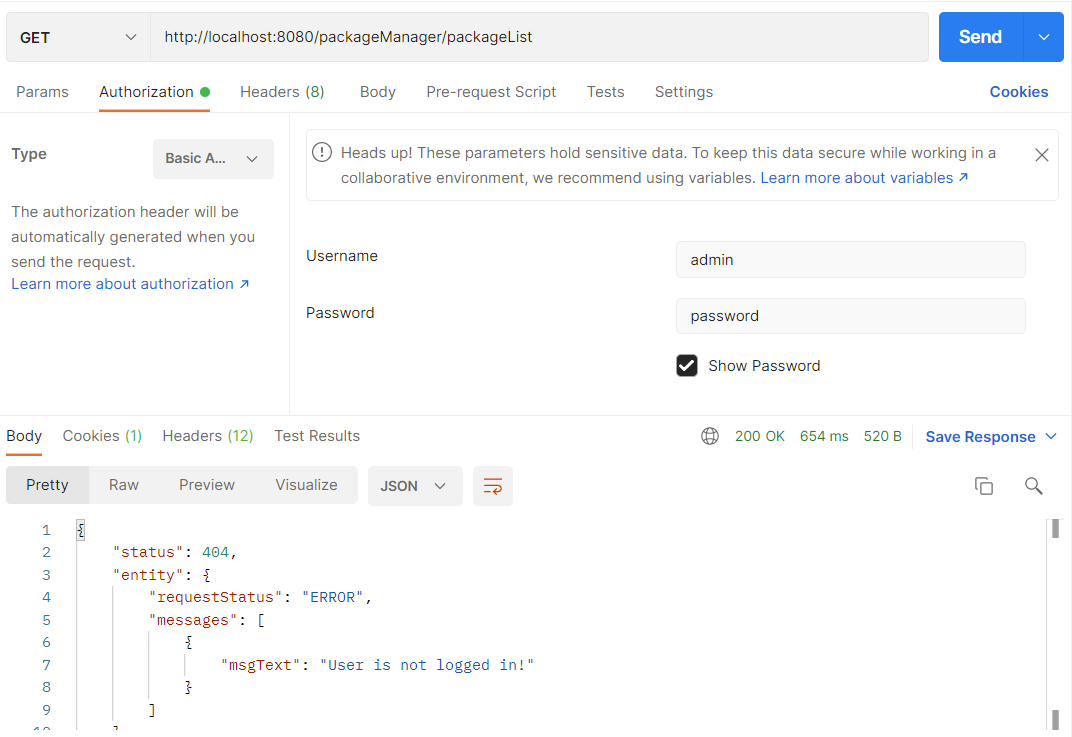 GET http://localhost:8080/packageManager/packageList Send
Params Authorization Headers (8) Body Pre-request Script Tests Settings Cookies
Type Basic A...
The authorization header will be
automatically generated when you
send the request.
Learn more about authorization ↗
Heads up! These parameters hold sensitive data. To keep this data secure while working in a
collaborative environment, we recommend using variables. Learn more about variables ↗
Username admin
Password password
Show Password
Body Cookies (1) Headers (12) Test Results 200 OK 654 ms 520 B Save Response
Pretty Raw Preview Visualize JSON
1 {
2 "status": 404,
3 "entity": {
4 "requestStatus": "ERROR",
5 "messages": [
6 {
7 "msgText": "User is not logged in!"
8 }
9 ]